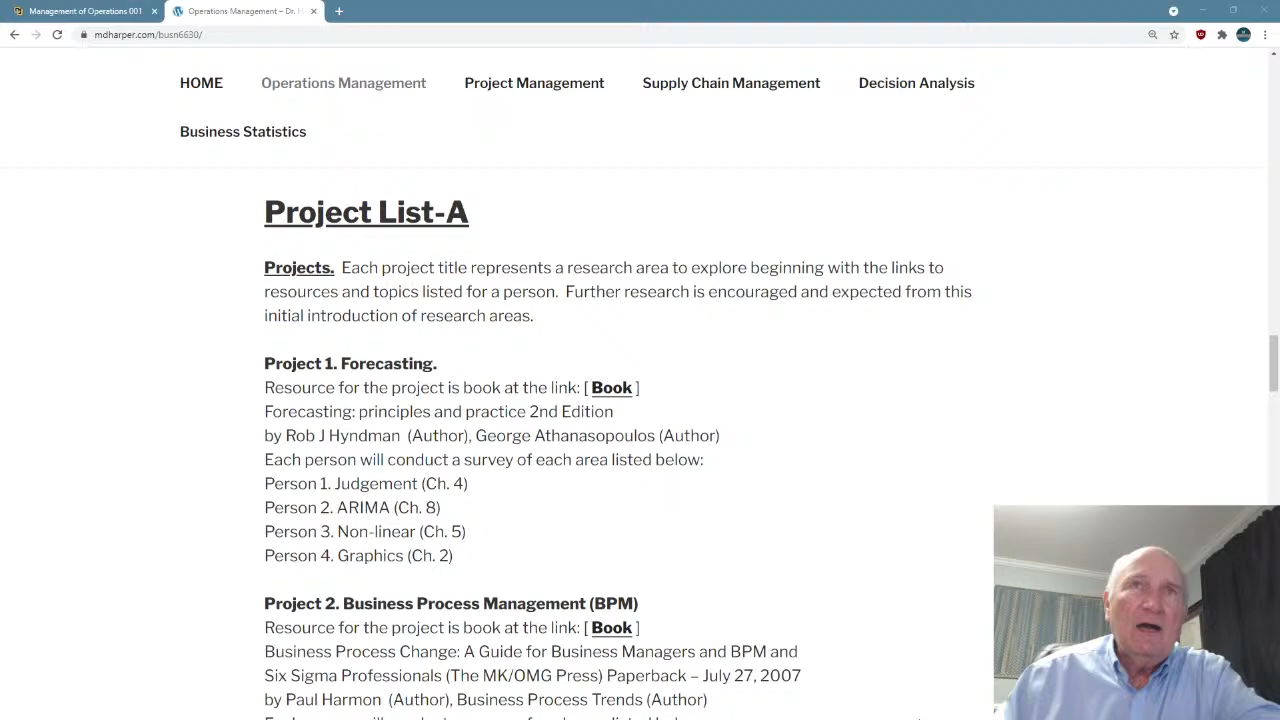 Management of Operations 001
Operations Management – Dr. H
mdharper.com/busn6630/
HOME Operations Management Project Management Supply Chain Management Decision Analysis
Business Statistics
Project List-A
Projects. Each project title represents a research area to explore beginning with the links to
resources and topics listed for a person. Further research is encouraged and expected from this
initial introduction of research areas.
Project 1. Forecasting.
Resource for the project is book at the link: [ Book ]
Forecasting: principles and practice 2nd Edition
by Rob J Hyndman (Author), George Athanasopoulos (Author)
Each person will conduct a survey of each area listed below:
Person 1. Judgement (Ch. 4)
Person 2. ARIMA (Ch. 8)
Person 3. Non-linear (Ch. 5)
Person 4. Graphics (Ch. 2)
Project 2. Business Process Management (BPM)
Resource for the project is book at the link: [ Book ]
Business Process Change: A Guide for Business Managers and BPM and
Six Sigma Professionals (The MK/OMG Press) Paperback – July 27, 2007
by Paul Harmon (Author), Business Process Trends (Author)